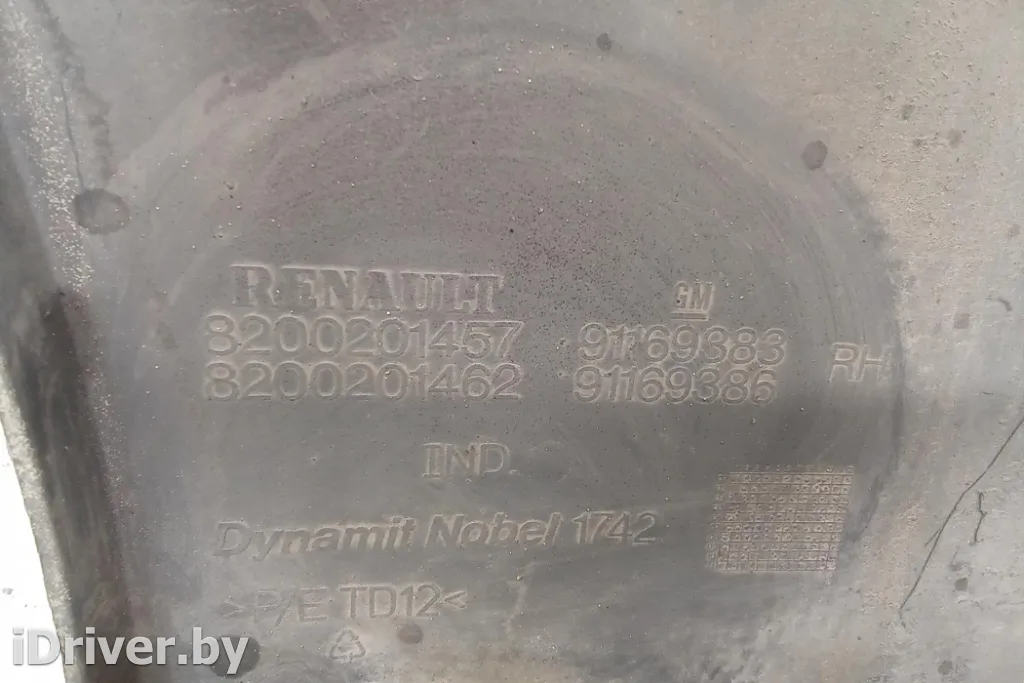 RENAULT GM
8200201457 91169383
8200201462 91169386 RH
IND.
Dynamit Nobel 1742
>P/E TD12<
iDriver.by